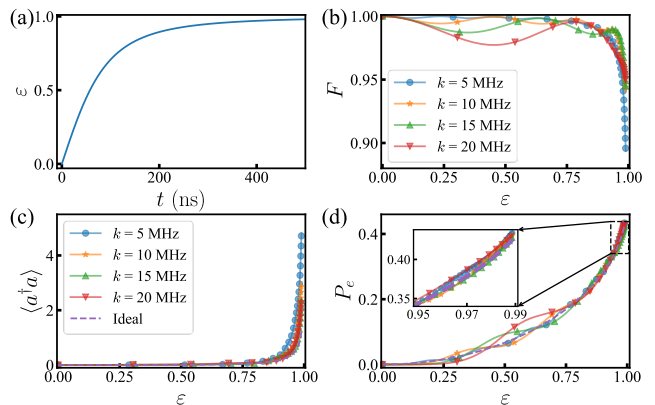 (a)
1.0
0.5
0.0
ε
0
200
400
t (ns)
(b)
1.00
0.95
0.90
F
k = 5 MHz
k = 10 MHz
k = 15 MHz
k = 20 MHz
0.00
0.25
0.50
0.75
1.00
ε
(c)
4
2
0
⟨a†a⟩
k = 5 MHz
k = 10 MHz
k = 15 MHz
k = 20 MHz
Ideal
0.00
0.25
0.50
0.75
1.00
ε
(d)
0.4
0.2
0.0
Pₑ
0.40
0.35
0.95
0.97
0.99
0.00
0.25
0.50
0.75
1.00
ε